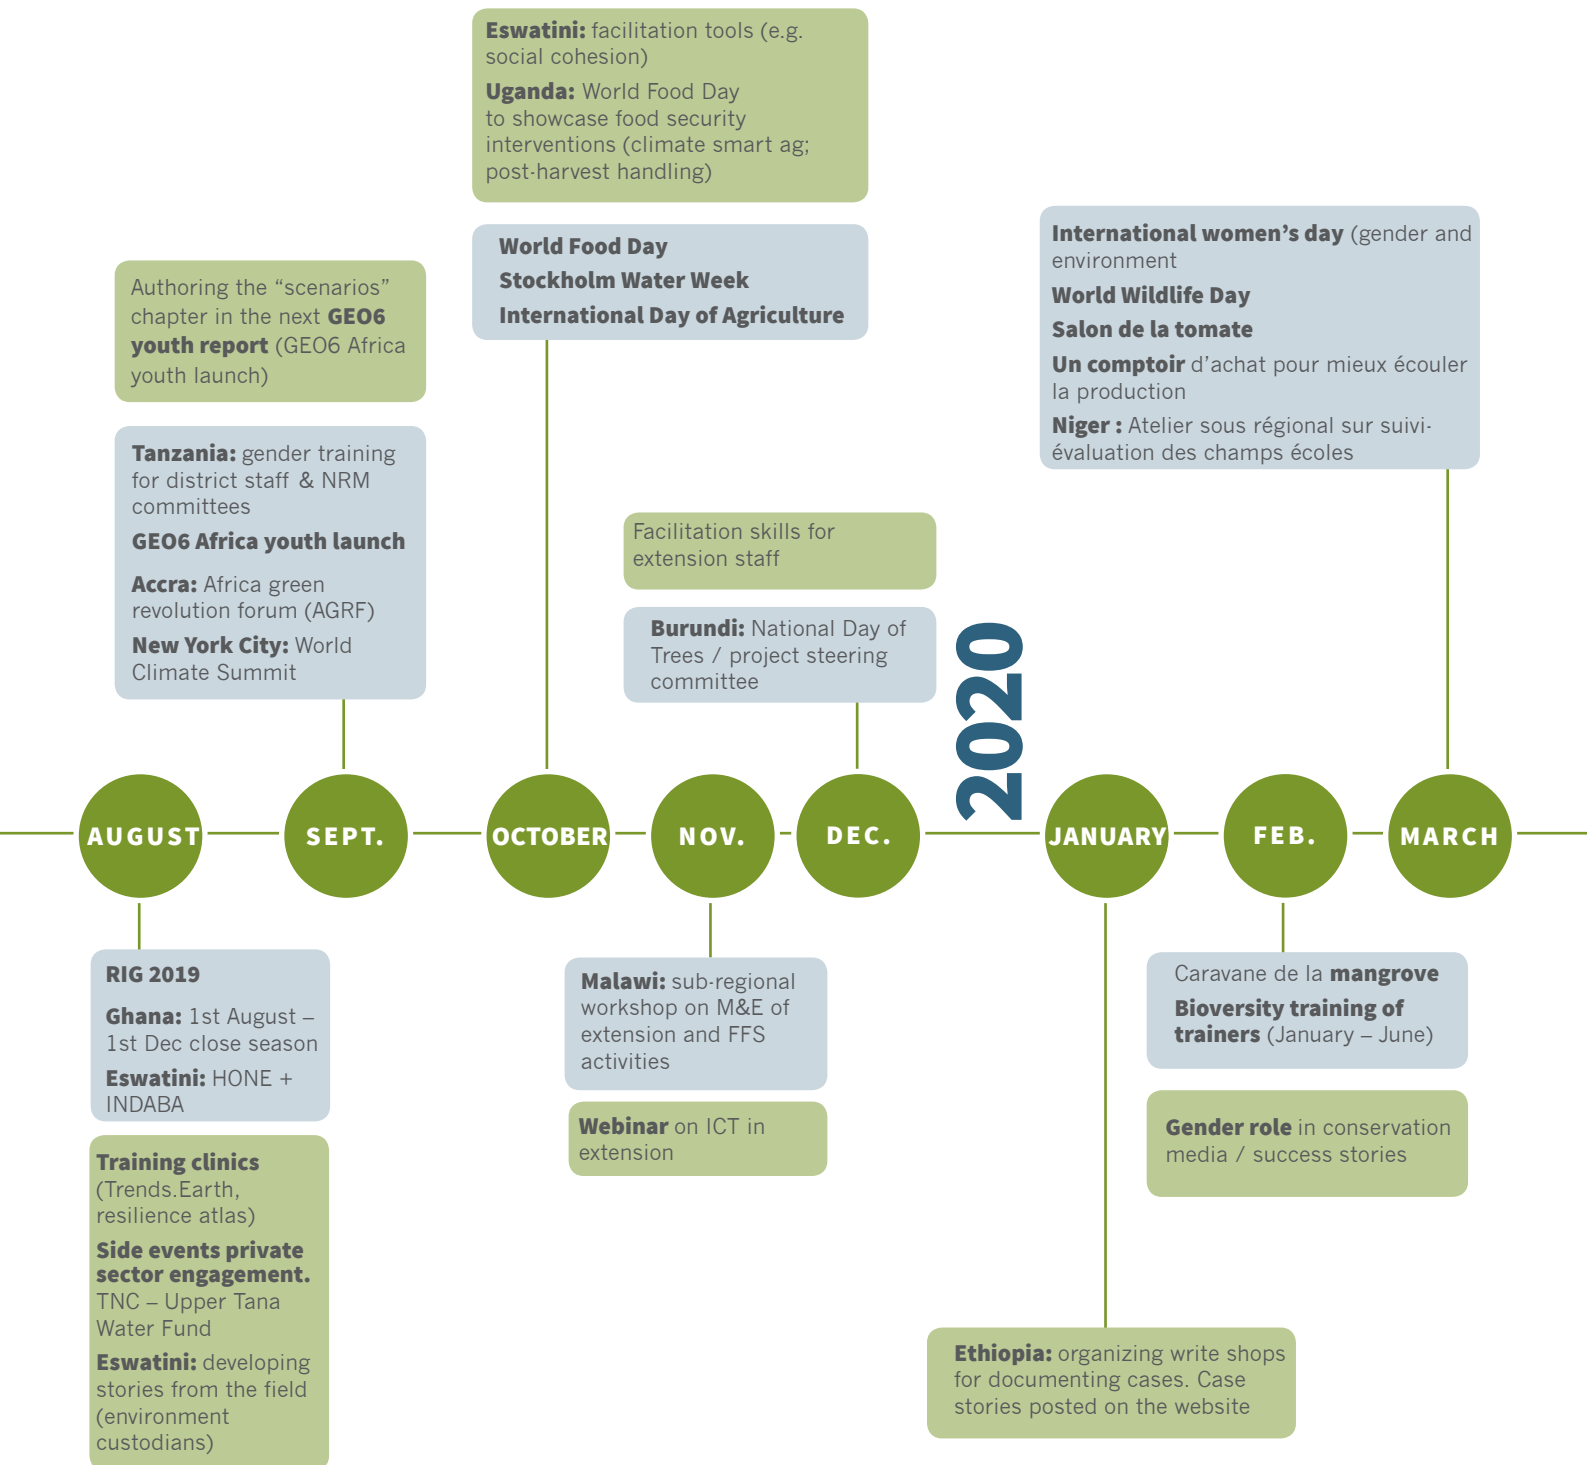 Eswatini: facilitation tools (e.g.
social cohesion)
Uganda: World Food Day
to showcase food security
interventions (climate smart ag;
post-harvest handling)
World Food Day
Stockholm Water Week
International Day of Agriculture
International women’s day (gender and
environment
World Wildlife Day
Salon de la tomate
Un comptoir d’achat pour mieux écouler
la production
Niger : Atelier sous régional sur suivi-
évaluation des champs écoles
Authoring the “scenarios”
chapter in the next GEO6
youth report (GEO6 Africa
youth launch)
Tanzania: gender training
for district staff & NRM
committees
GEO6 Africa youth launch
Accra: Africa green
revolution forum (AGRF)
New York City: World
Climate Summit
Facilitation skills for
extension staff
Burundi: National Day of
Trees / project steering
committee
2020
AUGUST
SEPT.
OCTOBER
NOV.
DEC.
JANUARY
FEB.
MARCH
RIG 2019
Ghana: 1st August –
1st Dec close season
Eswatini: HONE +
INDABA
Training clinics
(Trends.Earth,
resilience atlas)
Side events private
sector engagement.
TNC – Upper Tana
Water Fund
Eswatini: developing
stories from the field
(environment
custodians)
Malawi: sub-regional
workshop on M&E of
extension and FFS
activities
Webinar on ICT in
extension
Caravane de la mangrove
Bioversity training of
trainers (January – June)
Gender role in conservation
media / success stories
Ethiopia: organizing write shops
for documenting cases. Case
stories posted on the website